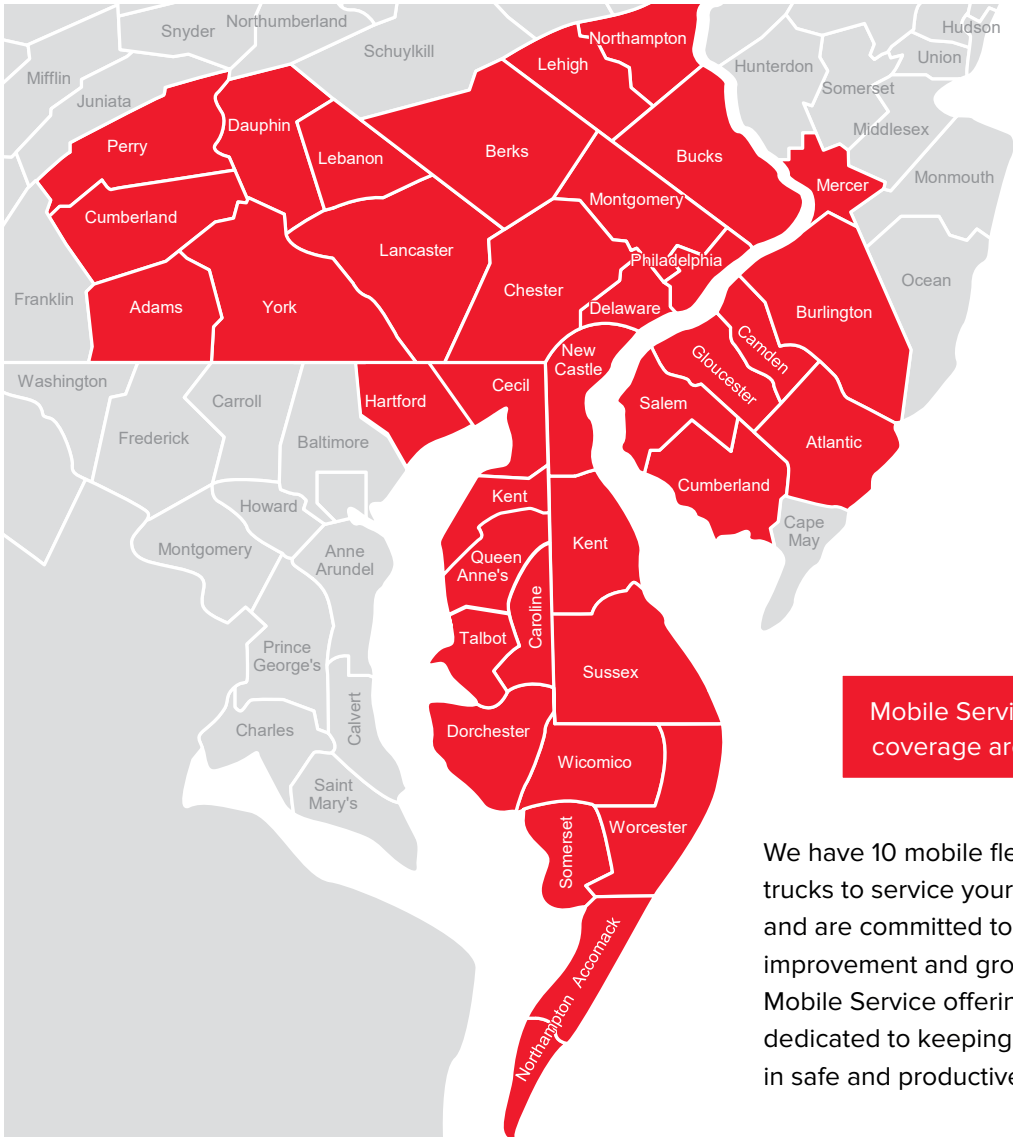 Hudson
Northumberland
Snyder
Northampton
Schuylkill
Union
Lehigh
Hunterdon
Mifflin
Somerset
Juniata
Dauphin
Middlesex
Perry
Lebanon
Berks
Bucks
Monmouth
Mercer
Montgomery
Cumberland
Lancaster
Philadelphia
Ocean
Chester
Franklin
Adams
York
Delaware
Burlington
Camden
New
Castle
Gloucester
Washington
Cecil
Carroll
Hartford
Salem
Frederick
Baltimore
Atlantic
Cumberland
Kent
Howard
Cape
May
Montgomery
Anne
Arundel
Queen
Anne's
Kent
Caroline
Talbot
Prince
George's
Sussex
Calvert
Charles
Dorchester
Mobile Servi
coverage ar
Wicomico
Saint
Mary's
Worcester
Somerset
We have 10 mobile fle
trucks to service your
and are committed to
improvement and gro
Mobile Service offerin
dedicated to keeping
in safe and productive
Accomack
Northampton